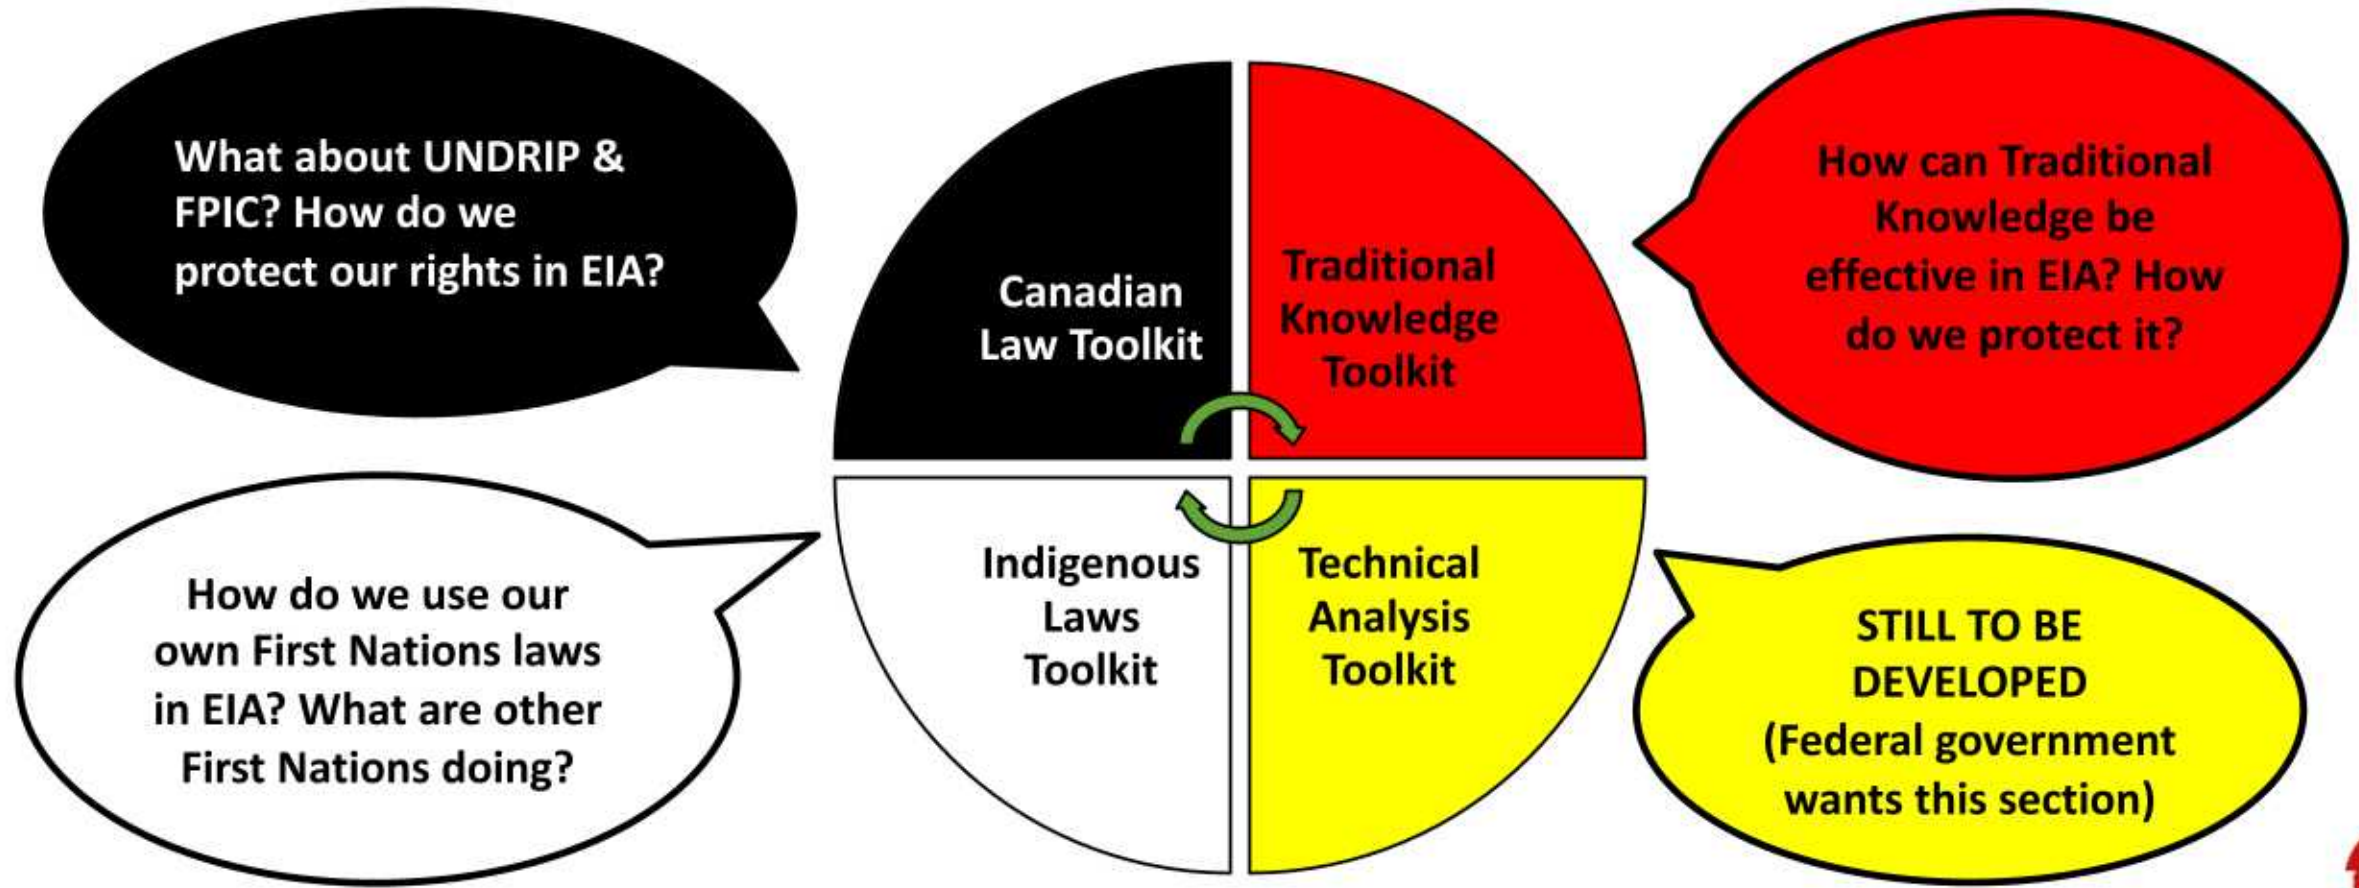 What about UNDRIP &
FPIC? How do we
protect our rights in EIA?
Canadian
Law Toolkit
Traditional
Knowledge
Toolkit
How can Traditional
Knowledge be
effective in EIA? How
do we protect it?
How do we use our
own First Nations laws
in EIA? What are other
First Nations doing?
Indigenous
Laws
Toolkit
Technical
Analysis
Toolkit
STILL TO BE
DEVELOPED
(Federal government
wants this section)